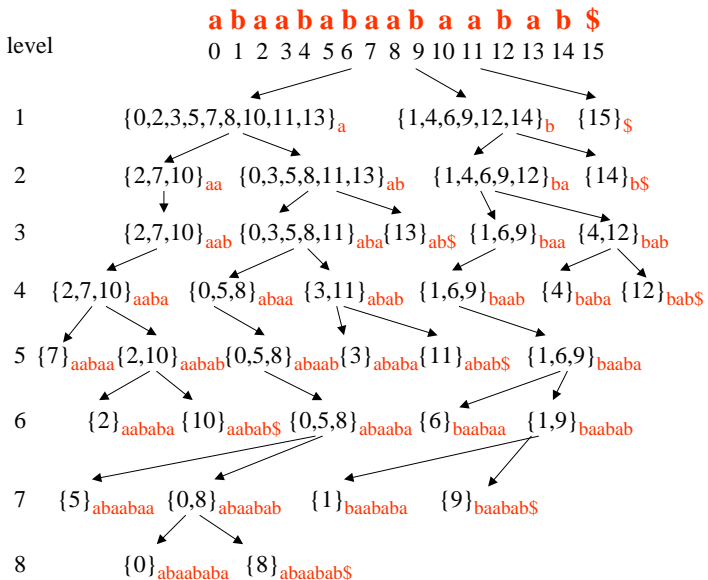 a b a a b a b a a b a a b a b $
level 0 1 2 3 4 5 6 7 8 9 10 11 12 13 14 15
1 {0,2,3,5,7,8,10,11,13}a {1,4,6,9,12,14}b {15}$
2 {2,7,10}aa {0,3,5,8,11,13}ab {1,4,6,9,12}ba {14}b$
3 {2,7,10}aab {0,3,5,8,11}aba {13}ab$ {1,6,9}baa {4,12}bab
4 {2,7,10}aaba {0,5,8}abaa {3,11}abab {1,6,9}baab {4}baba {12}bab$
5 {7}aabaa {2,10}aabab {0,5,8}abaab {3}ababa {11}abab$ {1,6,9}baaba
6 {2}aababa {10}aabab$ {0,5,8}abaaba {6}baabaa {1,9}baabab
7 {5}abaabaa {0,8}abaabab {1}baababa {9}baabab$
8 {0}abaababa {8}abaabab$